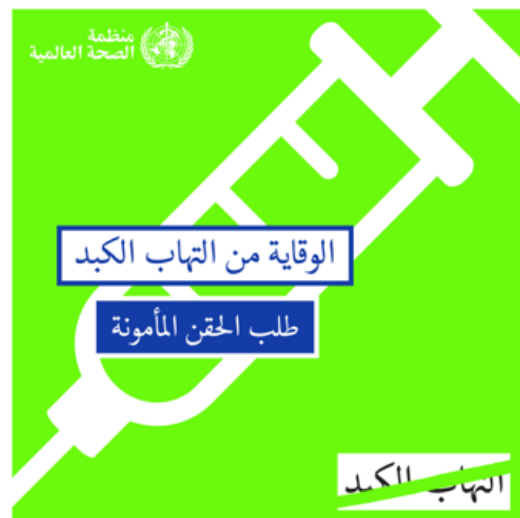 منظمة
الصحة العالمية
الوقاية من التهاب الكبد
طلب الحقن المأمونة
التهاب الكبد